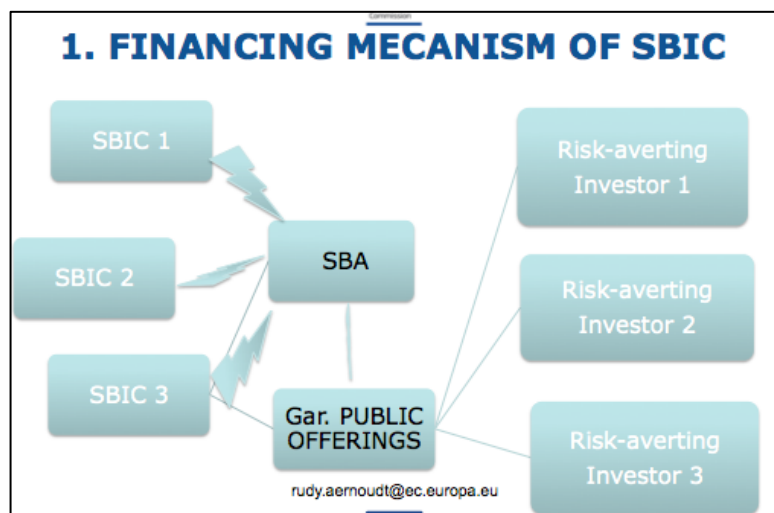 Commission
1. FINANCING MECANISM OF SBIC
SBIC 1
SBIC 2
SBIC 3
SBA
Gar. PUBLIC
OFFERINGS
Risk-averting
Investor 1
Risk-averting
Investor 2
Risk-averting
Investor 3
rudy.aernoudt@ec.europa.eu